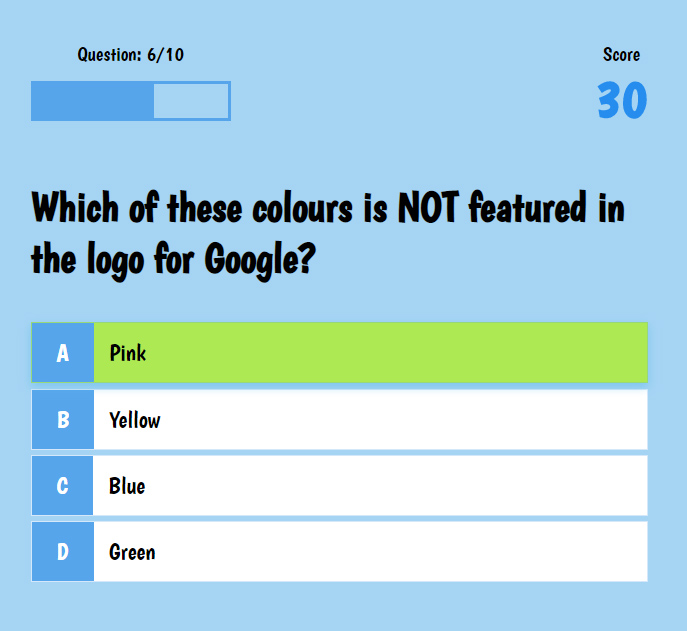 Question: 6/10
Score
30
Which of these colours is NOT featured in
the logo for Google?
A Pink
B Yellow
C Blue
D Green